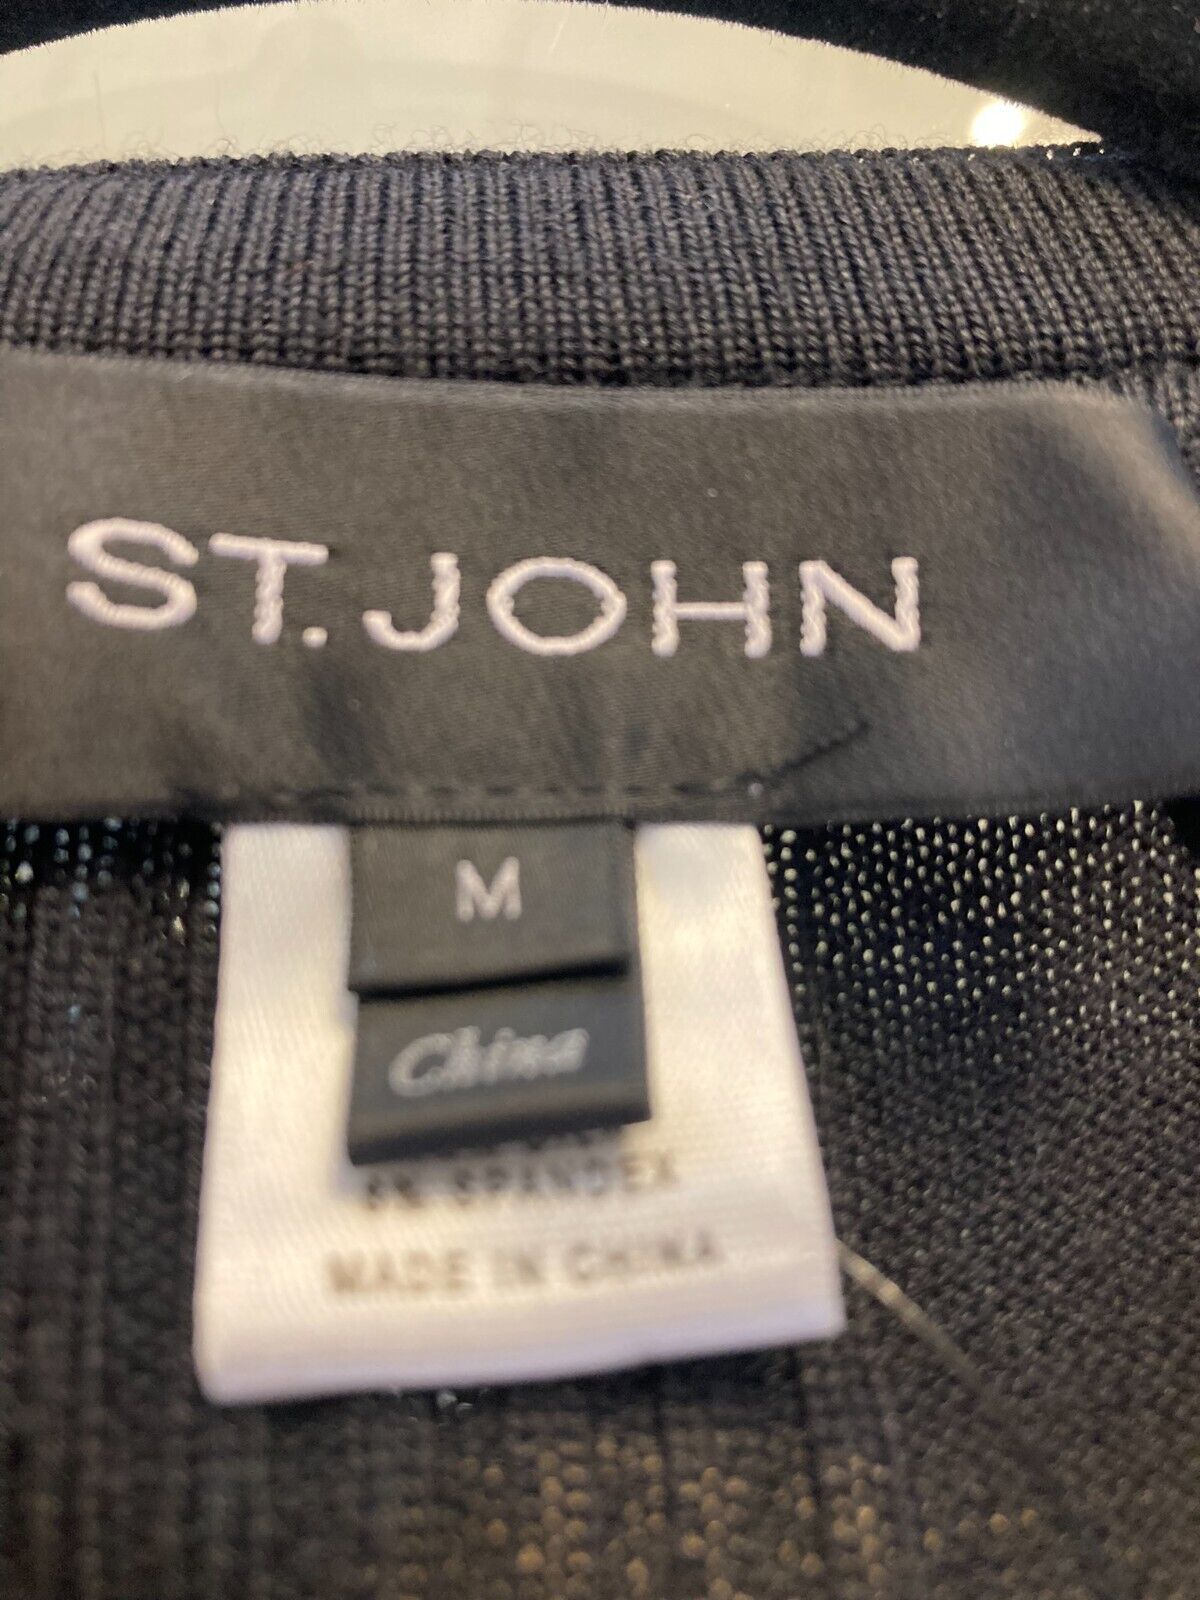 ST. JOHN
M
China
SPANDEX
MADE IN CHINA